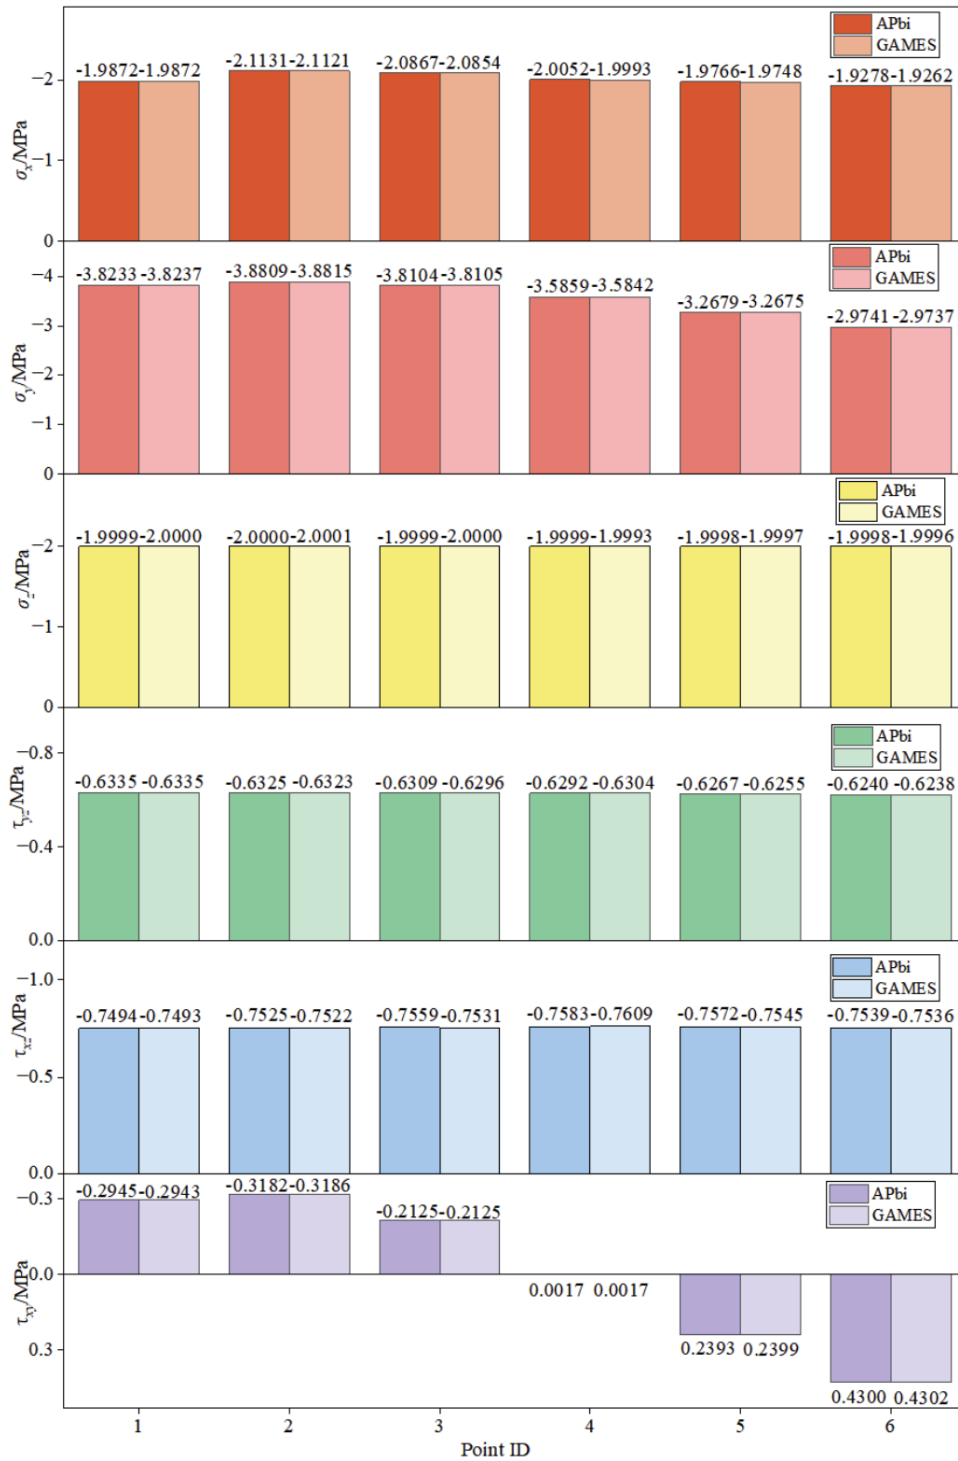 APbi
GAMES
-1.9872 -1.9872 -2.1131 -2.1121 -2.0867 -2.0854 -2.0052 -1.9993 -1.9766 -1.9748 -1.9278 -1.9262
−2
−1
0
σx/MPa
APbi
GAMES
-3.8233 -3.8237 -3.8809 -3.8815 -3.8104 -3.8105 -3.5859 -3.5842 -3.2679 -3.2675 -2.9741 -2.9737
−4
−3
−2
−1
0
σy/MPa
APbi
GAMES
-1.9999 -2.0000 -2.0000 -2.0001 -1.9999 -2.0000 -1.9999 -1.9993 -1.9998 -1.9997 -1.9998 -1.9996
−2
−1
0
σz/MPa
APbi
GAMES
-0.6335 -0.6335 -0.6325 -0.6323 -0.6309 -0.6296 -0.6292 -0.6304 -0.6267 -0.6255 -0.6240 -0.6238
−0.8
−0.4
0.0
τyz/MPa
APbi
GAMES
-0.7494 -0.7493 -0.7525 -0.7522 -0.7559 -0.7531 -0.7583 -0.7609 -0.7572 -0.7545 -0.7539 -0.7536
−1.0
−0.5
0.0
τxz/MPa
APbi
GAMES
-0.2945 -0.2943 -0.3182 -0.3186 -0.2125 -0.2125
0.0017 0.0017 0.2393 0.2399 0.4300 0.4302
−0.3
0.0
0.3
τxy/MPa
1 2 3 4 5 6
Point ID